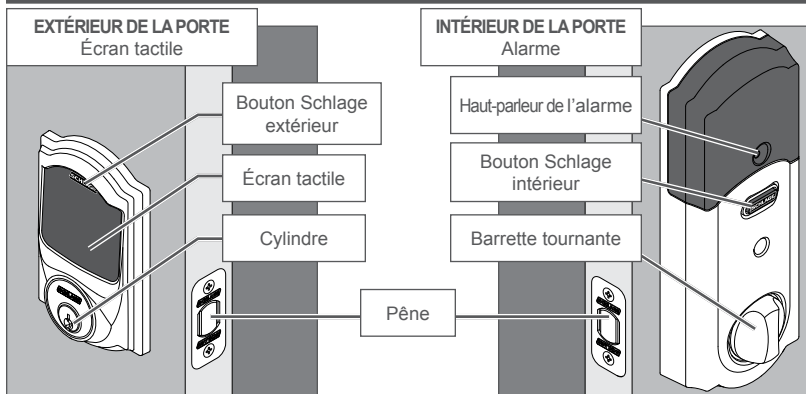 EXTÉRIEUR DE LA PORTE
Écran tactile
Bouton Schlage
extérieur
Écran tactile
Cylindre
Pêne
INTÉRIEUR DE LA PORTE
Alarme
Haut-parleur de l'alarme
Bouton Schlage
intérieur
Barrette tournante